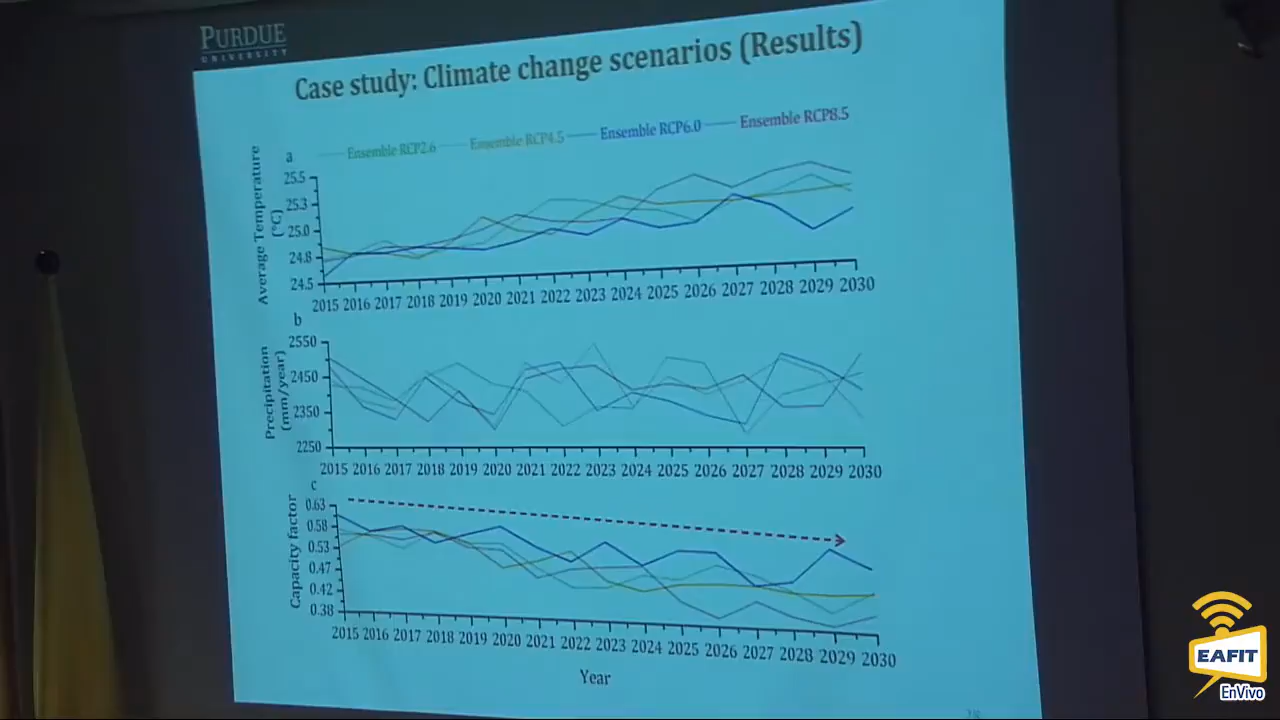 PURDUE
UNIVERSITY
Case study: Climate change scenarios (Results)
Ensemble RCP2.6 Ensemble RCP4.5 Ensemble RCP6.0 Ensemble RCP8.5
a
Average Temperature
(°C)
25.5
25.3
25.0
24.8
24.5
2015 2016 2017 2018 2019 2020 2021 2022 2023 2024 2025 2026 2027 2028 2029 2030
b
Precipitation
(mm/year)
2550
2450
2350
2250
2015 2016 2017 2018 2019 2020 2021 2022 2023 2024 2025 2026 2027 2028 2029 2030
c
Capacity factor
0.63
0.58
0.53
0.47
0.42
0.38
2015 2016 2017 2018 2019 2020 2021 2022 2023 2024 2025 2026 2027 2028 2029 2030
Year
EAFIT
EnVivo